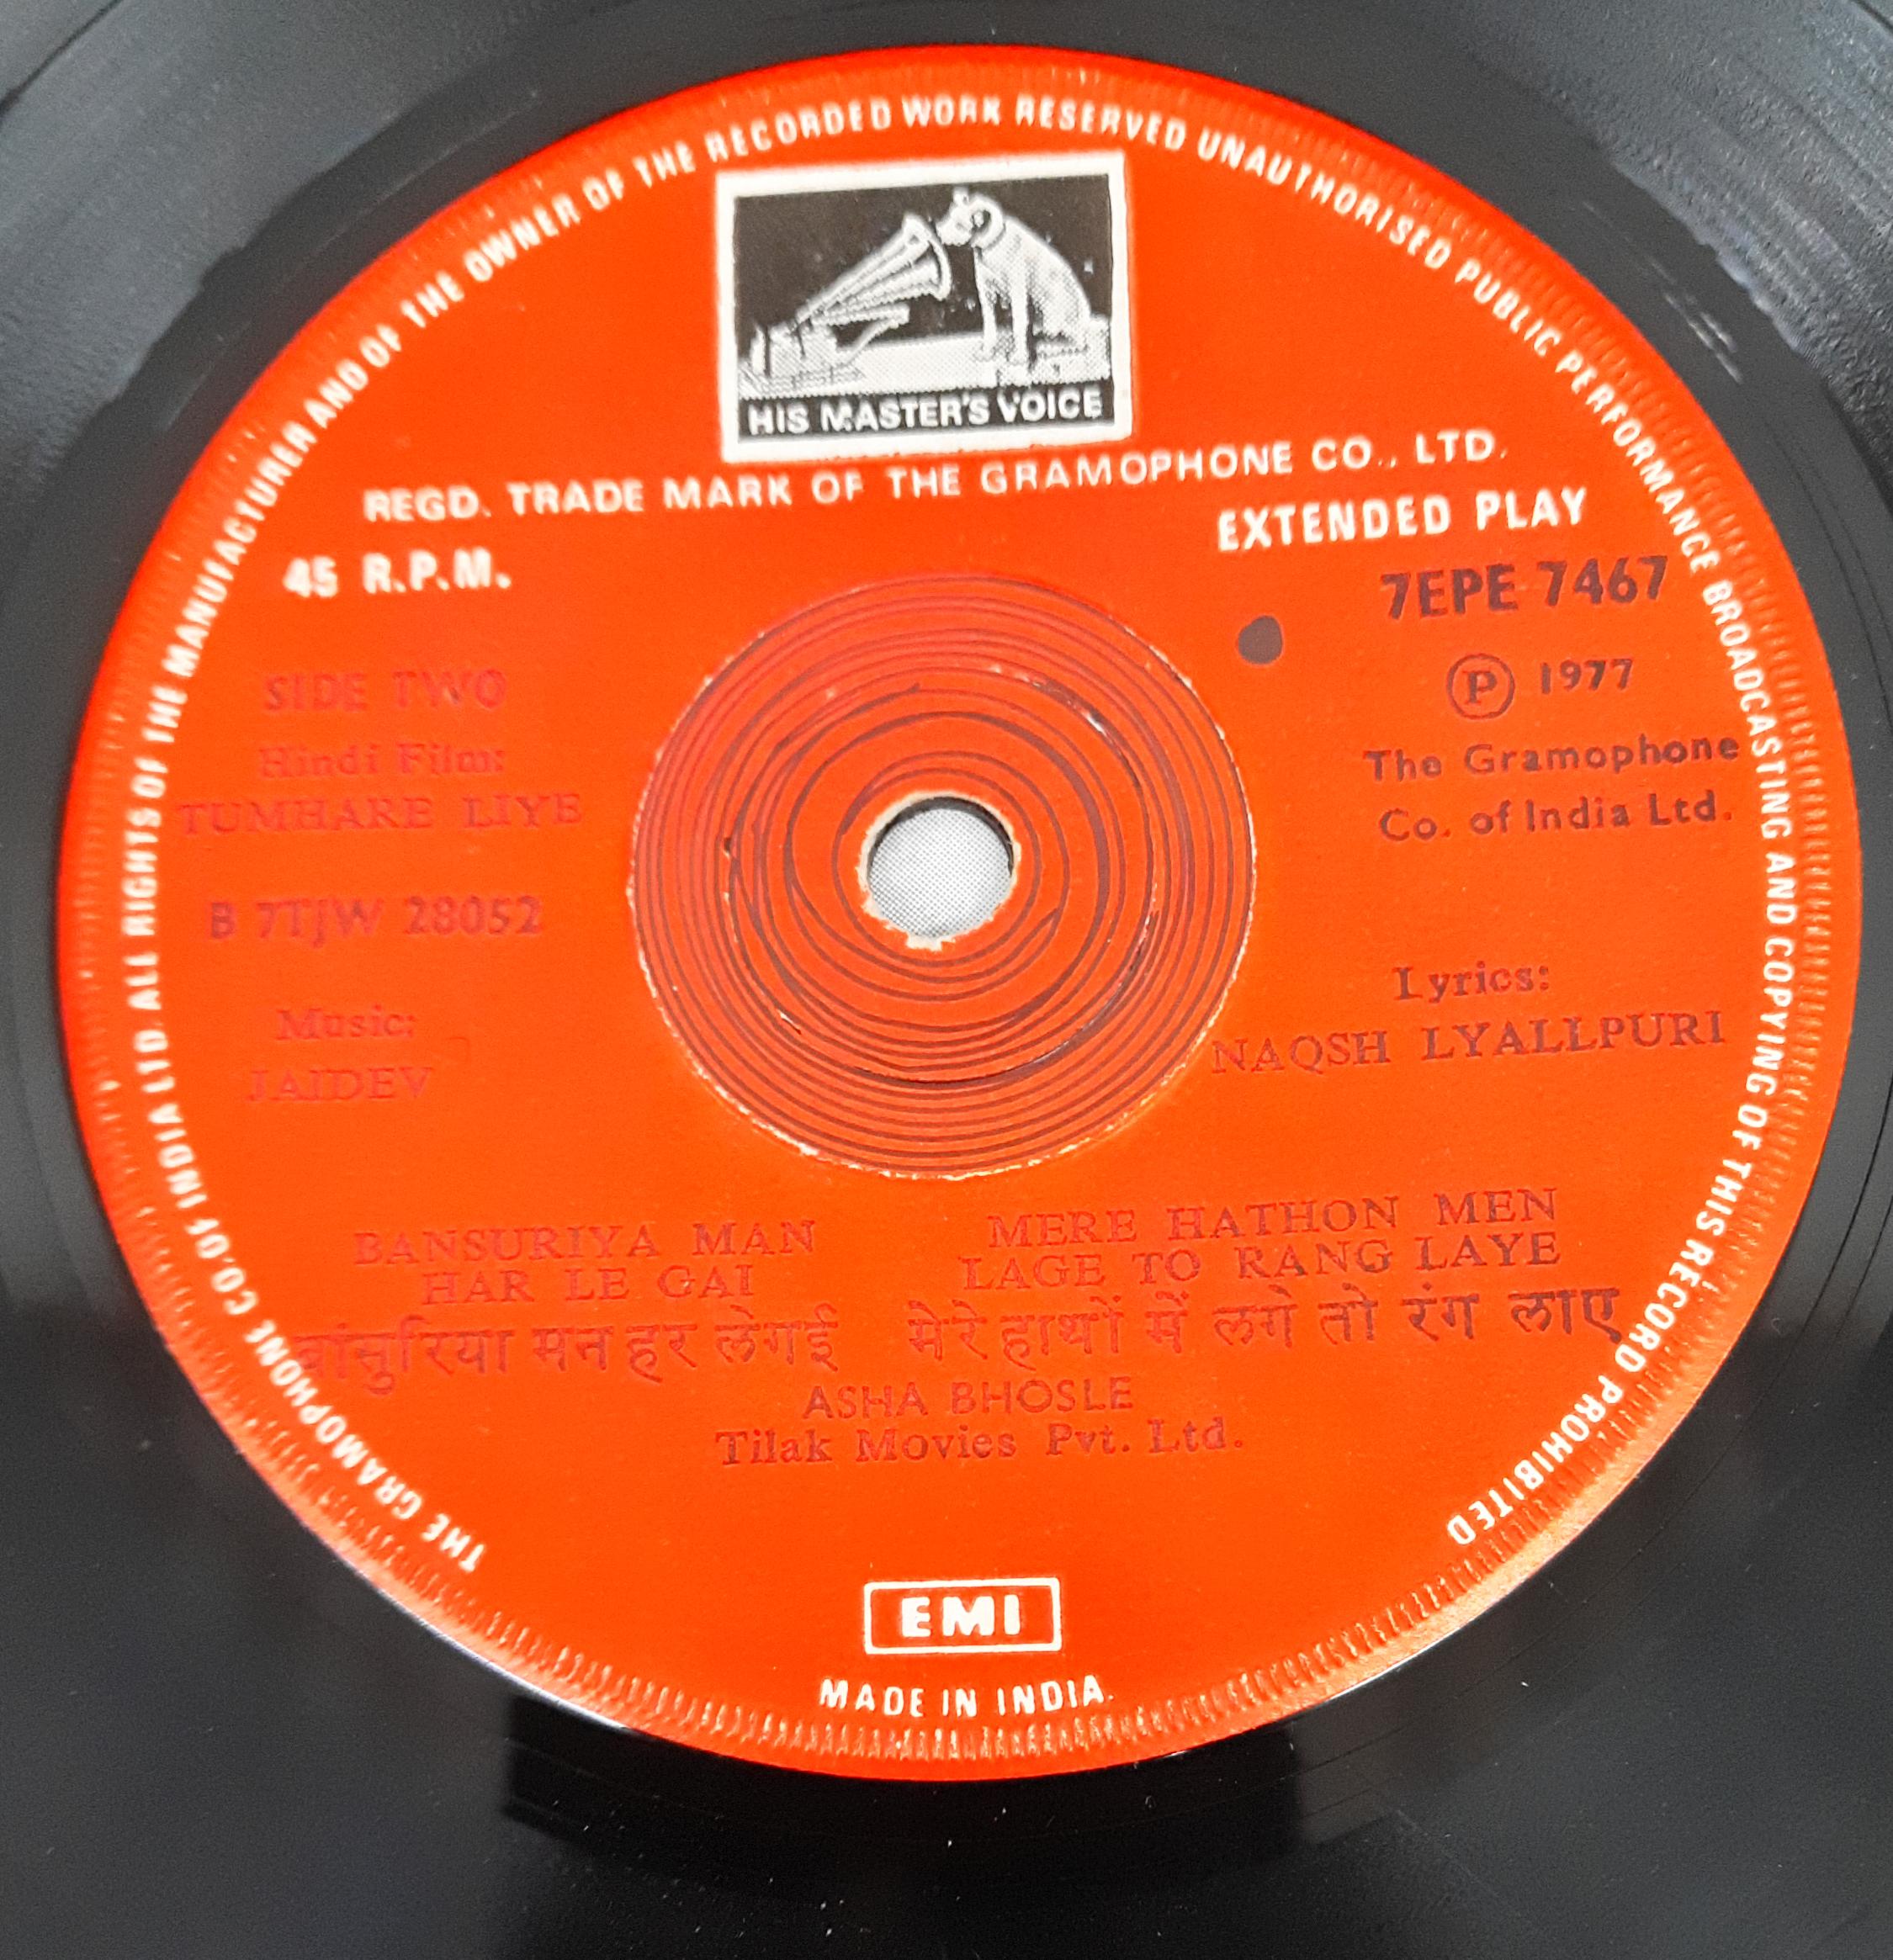 THE GRAMOPHONE CO. OF INDIA LTD. ALL RIGHTS OF THE MANUFACTURER AND OF THE OWNER OF THE RECORDED WORK RESERVED UNAUTHORISED PUBLIC PERFORMANCE BROADCASTING AND COPYING OF THIS RECORD PROHIBITED
HIS MASTER'S VOICE
REGD. TRADE MARK OF THE GRAMOPHONE CO., LTD.
EXTENDED PLAY
45 R.P.M.
7EPE 7467
SIDE TWO
Ⓟ 1977
Hindi Film:
The Gramophone
TUMHARE LIYE
Co. of India Ltd.
B 7TJW 28052
Lyrics:
Music:
NAQSH LYALLPURI
JAIDEV
BANSURIYA MAN
HAR LE GAI
बांसुरिया मन हर लेगई
MERE HATHON MEN
LAGE TO RANG LAYE
मेरे हाथों में लगे तो रंग लाए
ASHA BHOSLE
Tilak Movies Pvt. Ltd.
EMI
MADE IN INDIA.